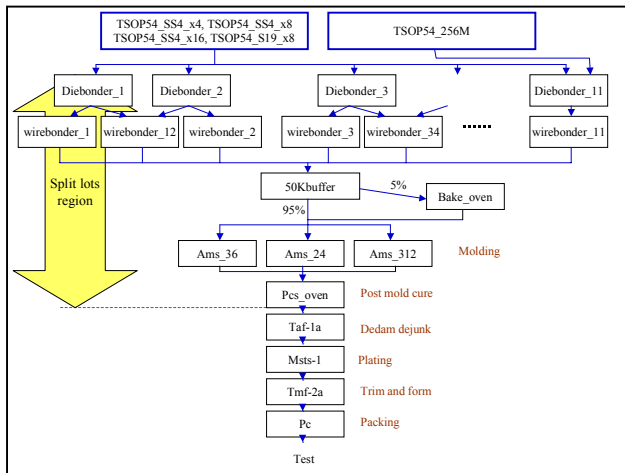 TSOP54_SS4_x4, TSOP54_SS4_x8
TSOP54_SS4_x16, TSOP54_S19_x8
TSOP54_256M
Diebonder_1
Diebonder_2
Diebonder_3
Diebonder_11
wirebonder_1
wirebonder_12
wirebonder_2
wirebonder_3
wirebonder_34
......
wirebonder_11
Split lots
region
50Kbuffer
5%
Bake_oven
95%
Ams_36
Ams_24
Ams_312
Molding
Pcs_oven
Post mold cure
Taf-1a
Dedam dejunk
Msts-1
Plating
Tmf-2a
Trim and form
Pc
Packing
Test